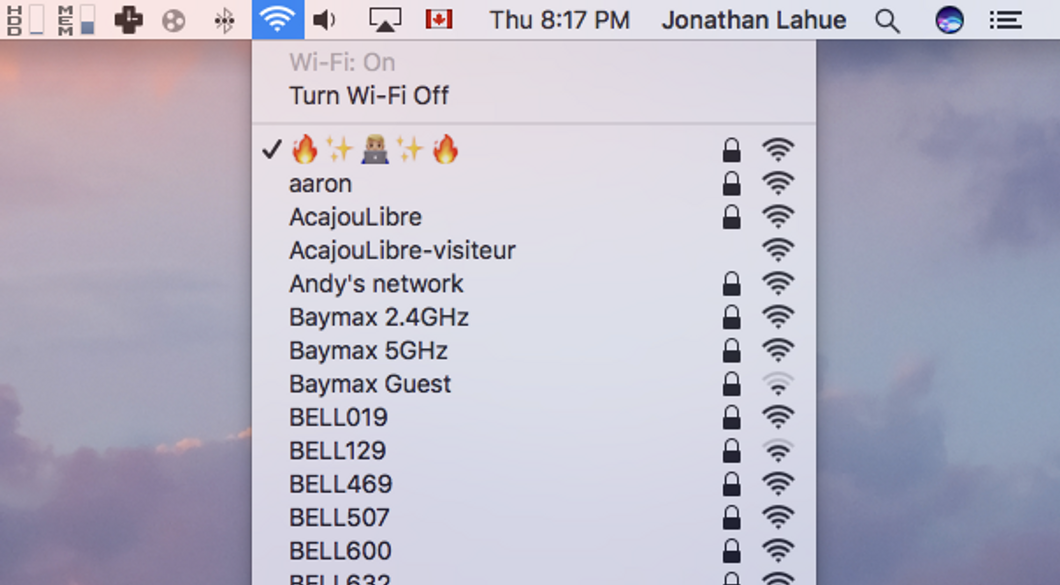 HDD MEM Thu 8:17 PM Jonathan Lahue
Wi-Fi: On
Turn Wi-Fi Off
✓ 🔥✨👨🏼‍💻✨🔥
aaron
AcajouLibre
AcajouLibre-visiteur
Andy's network
Baymax 2.4GHz
Baymax 5GHz
Baymax Guest
BELL019
BELL129
BELL469
BELL507
BELL600
BELL632